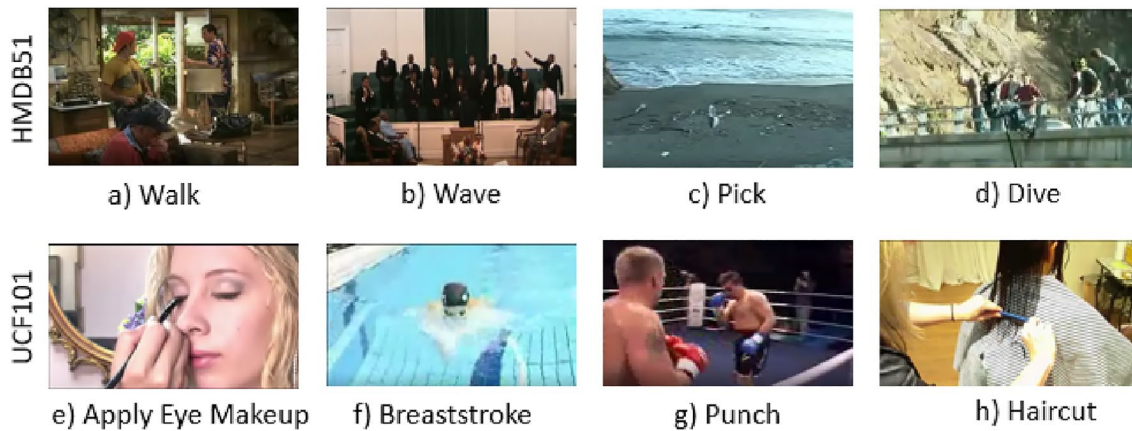 HMDB51
a) Walk
b) Wave
c) Pick
d) Dive
UCF101
e) Apply Eye Makeup
f) Breaststroke
g) Punch
h) Haircut